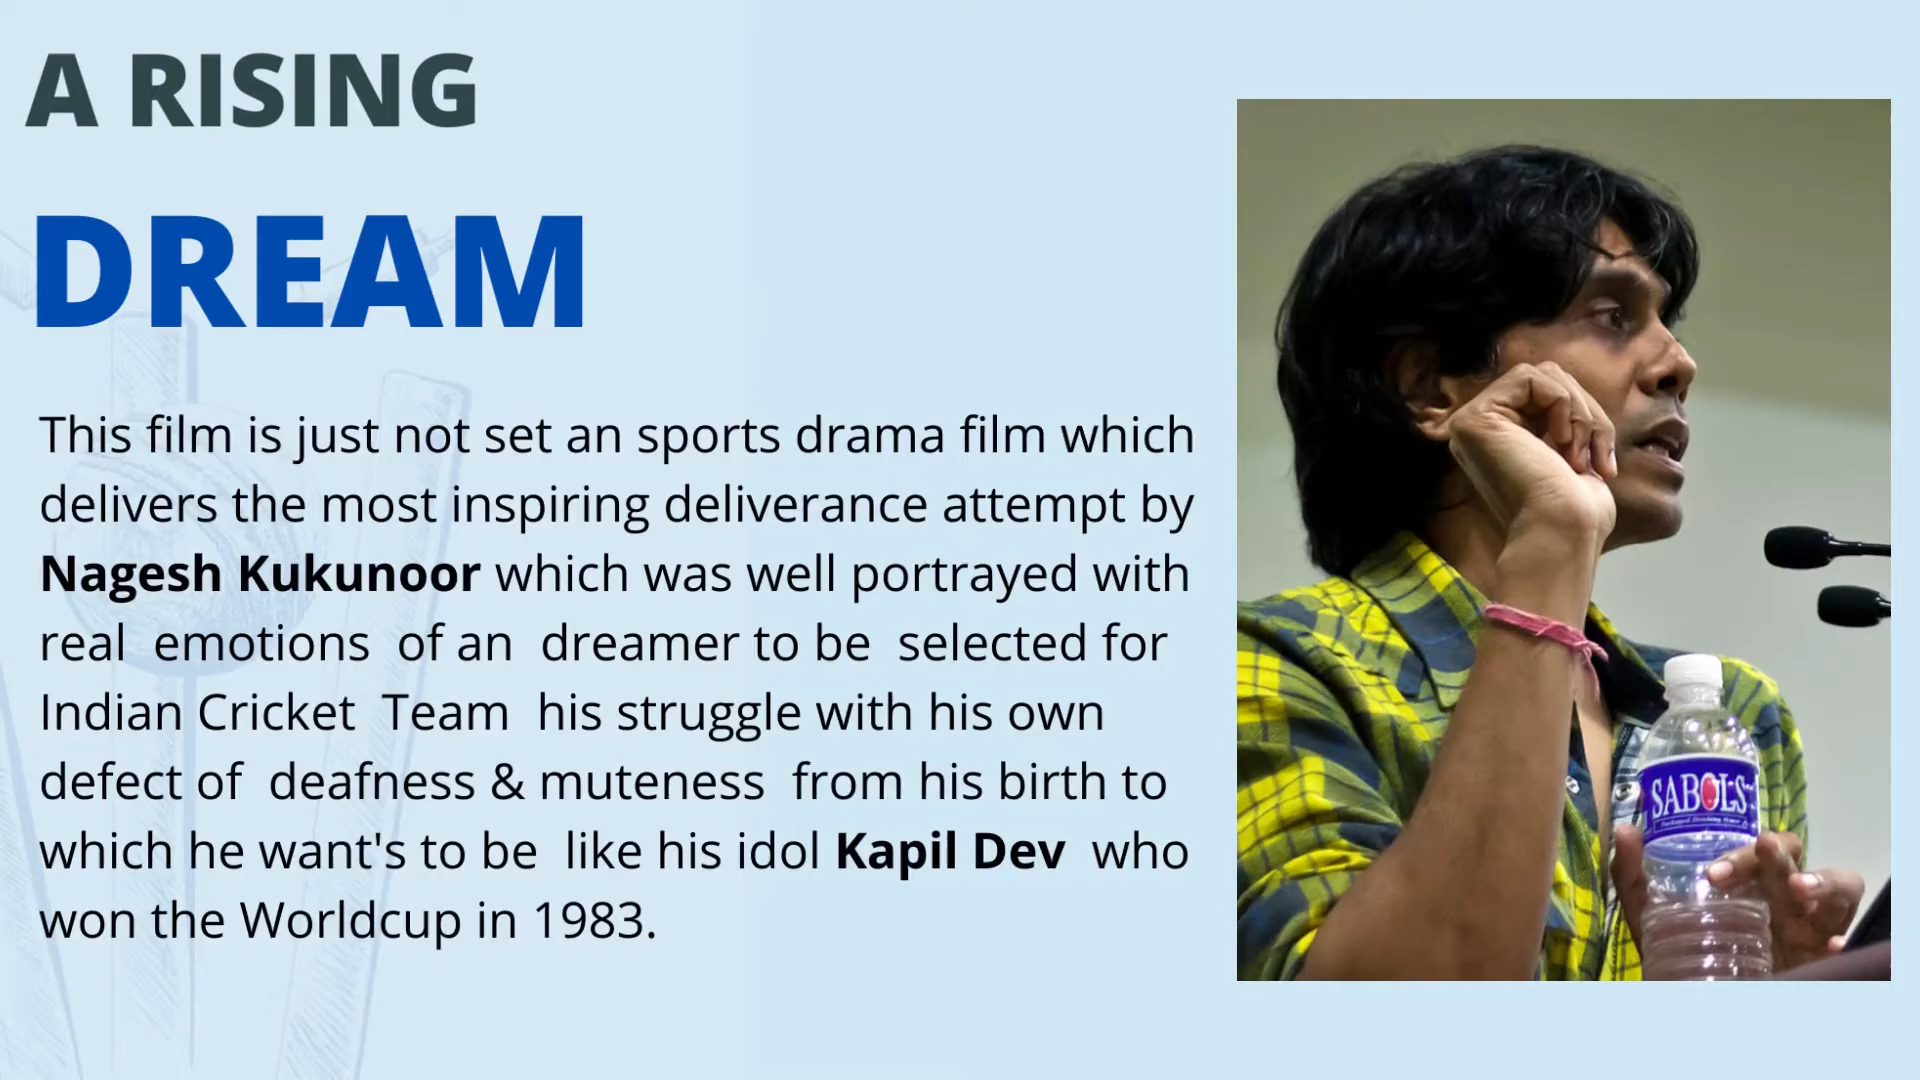 A RISING
DREAM
This film is just not set an sports drama film which
delivers the most inspiring deliverance attempt by
Nagesh Kukunoor which was well portrayed with
real emotions of an dreamer to be selected for
Indian Cricket Team his struggle with his own
defect of deafness & muteness from his birth to
which he want's to be like his idol Kapil Dev who
won the Worldcup in 1983.
SABOLS
Packaged Drinking Water